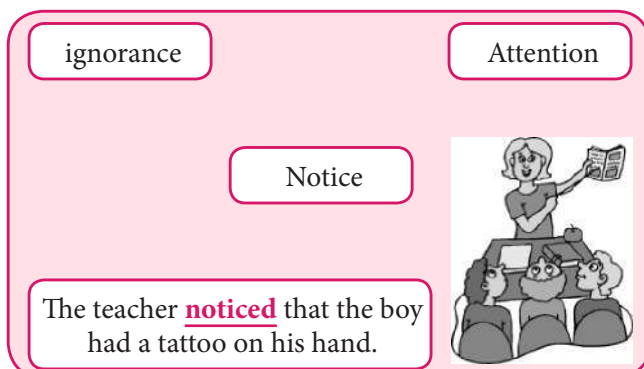 ignorance
Attention
Notice
The teacher noticed that the boy
had a tattoo on his hand.